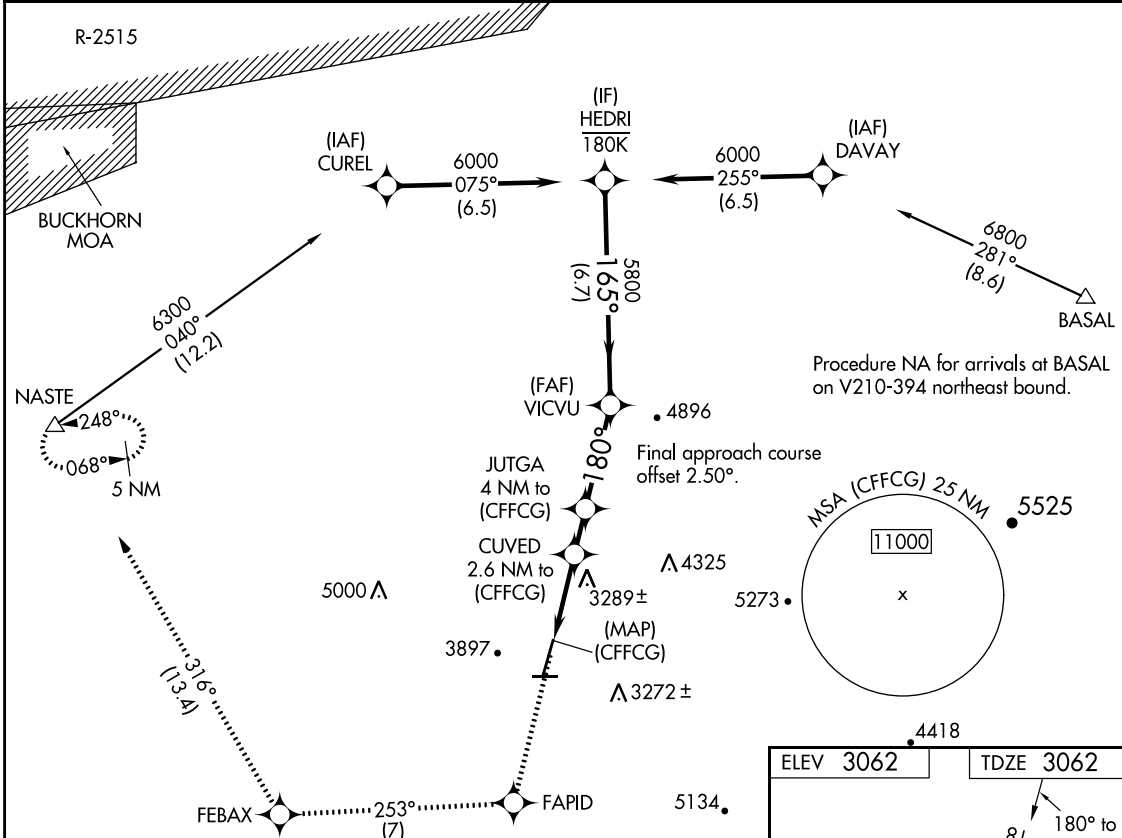 R-2515
BUCKHORN
MOA
(IAF)
CUREL
6000
075°
(6.5)
(IF)
HEDRI
180K
6000
255°
(6.5)
(IAF)
DAVAY
6800
281°
(8.6)
BASAL
Procedure NA for arrivals at BASAL
on V210-394 northeast bound.
5800
165°
(6.7)
6300
040°
(12.2)
NASTE
248°
068°
5 NM
(FAF)
VICVU
4896
180°
Final approach course
offset 2.50°.
JUTGA
4 NM to
(CFFCG)
CUVED
2.6 NM to
(CFFCG)
MSA (CFFCG) 25 NM
11000
x
5525
5000
4325
3289±
5273
(MAP)
(CFFCG)
3897
3272±
316°
(13.4)
4418
FEBAX
253°
(7)
FAPID
5134
ELEV 3062
TDZE 3062
180° to
18